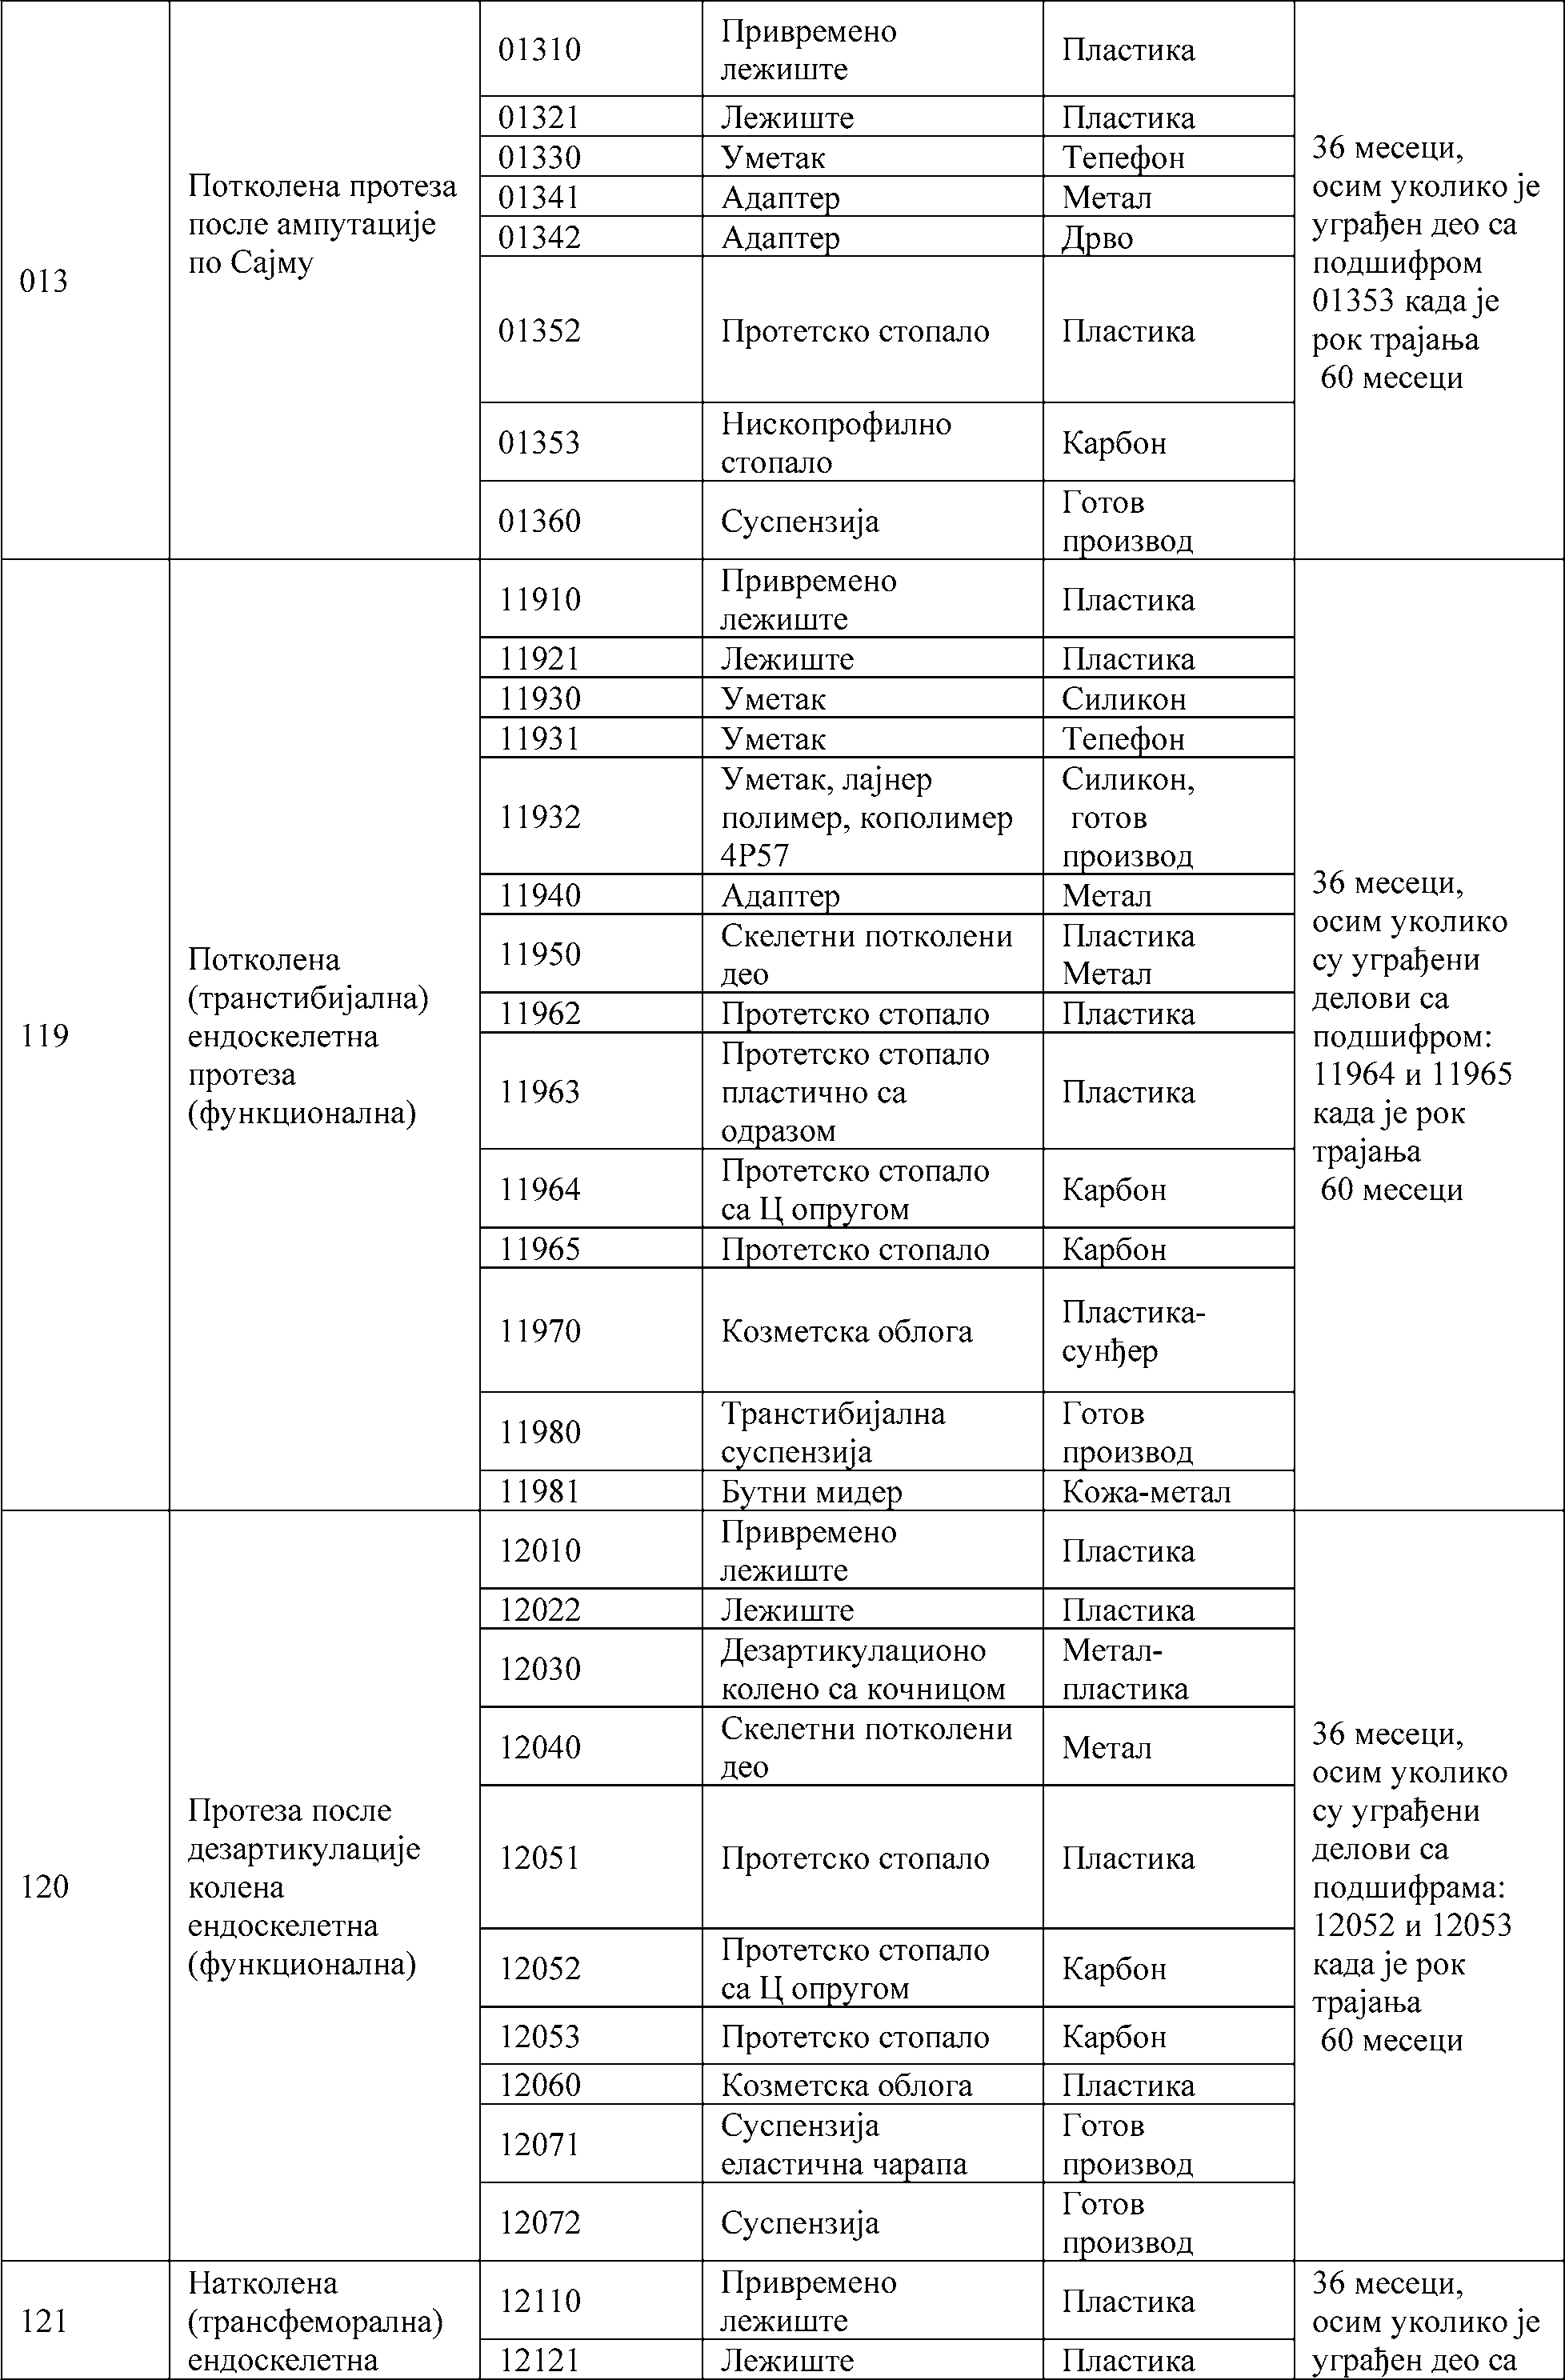 013
Потколена протеза
после ампутације
по Сајму
01310
Привремено
лежиште
Пластика
01321
Лежиште
Пластика
01330
Уметак
Тепефон
01341
Адаптер
Метал
01342
Адаптер
Дрво
01352
Протетско стопало
Пластика
01353
Нископрофилно
стопало
Карбон
01360
Суспензија
Готов
производ
36 месеци,
осим уколико је
уграђен део са
подшифром
01353 када је
рок трајања
60 месеци
119
Потколена
(транстибијална)
ендоскелетна
протеза
(функционална)
11910
Привремено
лежиште
Пластика
11921
Лежиште
Пластика
11930
Уметак
Силикон
11931
Уметак
Тепефон
11932
Уметак, лајнер
полимер, кополимер
4Р57
Силикон,
готов
производ
11940
Адаптер
Метал
11950
Скелетни потколени
део
Пластика
Метал
11962
Протетско стопало
Пластика
11963
Протетско стопало
пластично са
одразом
Пластика
11964
Протетско стопало
са Ц опругом
Карбон
11965
Протетско стопало
Карбон
11970
Козметска облога
Пластика-
сунђер
11980
Транстибијална
суспензија
Готов
производ
11981
Бутни мидер
Кожа-метал
36 месеци,
осим уколико
су уграђени
делови са
подшифром:
11964 и 11965
када је рок
трајања
60 месеци
120
Протеза после
дезартикулације
колена
ендоскелетна
(функционална)
12010
Привремено
лежиште
Пластика
12022
Лежиште
Пластика
12030
Дезартикулационо
колено са кочницом
Метал-
пластика
12040
Скелетни потколени
део
Метал
12051
Протетско стопало
Пластика
12052
Протетско стопало
са Ц опругом
Карбон
12053
Протетско стопало
Карбон
12060
Козметска облога
Пластика
12071
Суспензија
еластична чарапа
Готов
производ
12072
Суспензија
Готов
производ
36 месеци,
осим уколико
су уграђени
делови са
подшифрама:
12052 и 12053
када је рок
трајања
60 месеци
121
Натколена
(трансфеморална)
ендоскелетна
12110
Привремено
лежиште
Пластика
12121
Лежиште
Пластика
36 месеци,
осим уколико је
уграђен део са